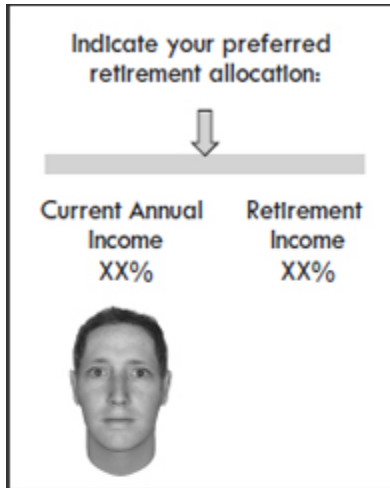 Indicate your preferred
retirement allocation:
Current Annual
Income
XX%
Retirement
Income
XX%